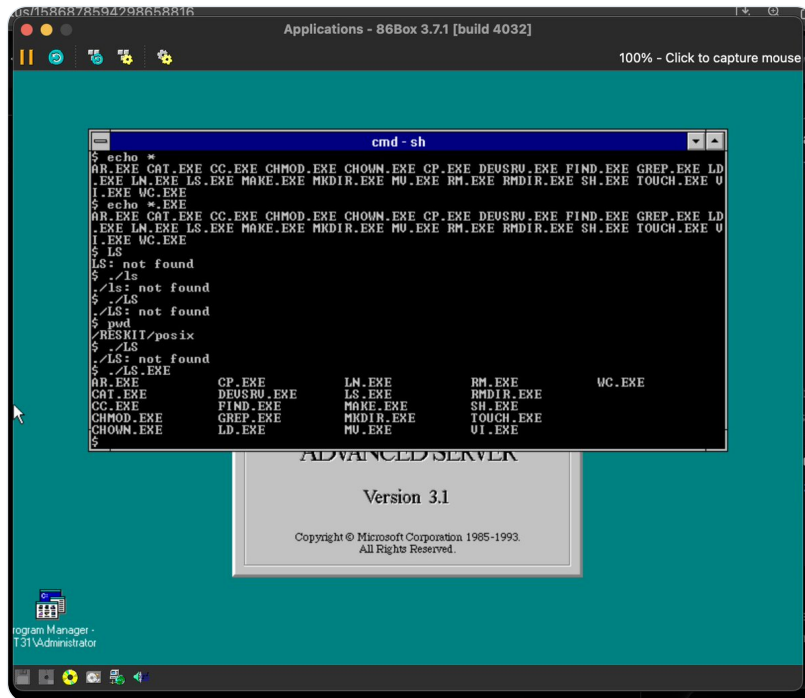 us/1586878594298658816
Applications - 86Box 3.7.1 [build 4032]
100% - Click to capture mouse
cmd - sh
$ echo *
AR.EXE CAT.EXE CC.EXE CHMOD.EXE CHOWN.EXE CP.EXE DEVSRV.EXE FIND.EXE GREP.EXE LD
.EXE LN.EXE LS.EXE MAKE.EXE MKDIR.EXE MV.EXE RM.EXE RMDIR.EXE SH.EXE TOUCH.EXE V
I.EXE WC.EXE
$ echo *.EXE
AR.EXE CAT.EXE CC.EXE CHMOD.EXE CHOWN.EXE CP.EXE DEVSRV.EXE FIND.EXE GREP.EXE LD
.EXE LN.EXE LS.EXE MAKE.EXE MKDIR.EXE MV.EXE RM.EXE RMDIR.EXE SH.EXE TOUCH.EXE V
I.EXE WC.EXE
$ LS
LS: not found
$ ./ls
./ls: not found
$ ./LS
./LS: not found
$ pwd
/RESKIT/posix
$ ./LS
./LS: not found
$ ./LS.EXE
AR.EXE CP.EXE LN.EXE RM.EXE WC.EXE
CAT.EXE DEVSRV.EXE LS.EXE RMDIR.EXE
CC.EXE FIND.EXE MAKE.EXE SH.EXE
CHMOD.EXE GREP.EXE MKDIR.EXE TOUCH.EXE
CHOWN.EXE LD.EXE MV.EXE VI.EXE
$
ADVANCED SERVER
Version 3.1
Copyright © Microsoft Corporation 1985-1993.
All Rights Reserved.
rogram Manager -
T31\Administrator